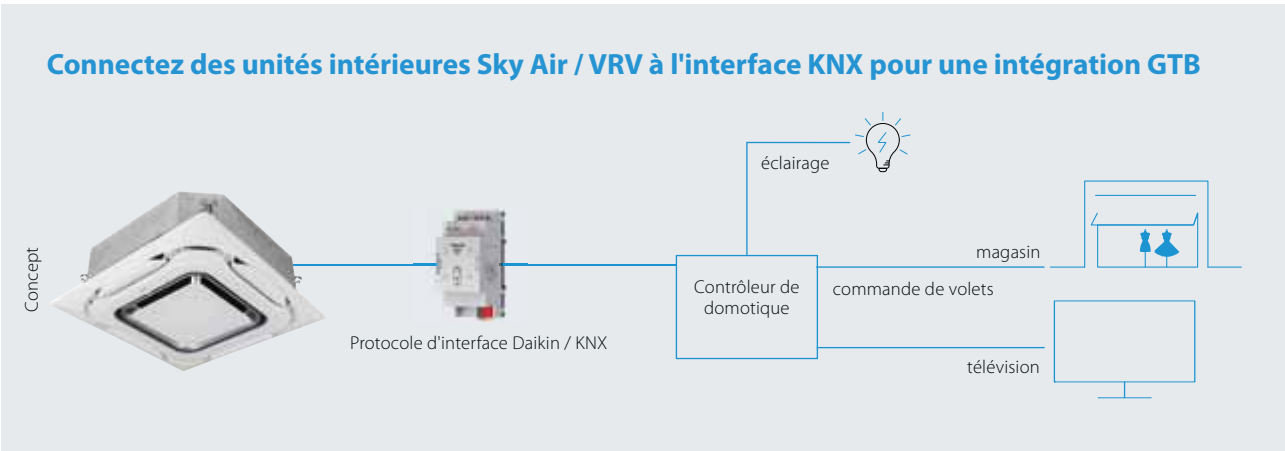 Connectez des unités intérieures Sky Air / VRV à l'interface KNX pour une intégration GTB
Concept
Protocole d'interface Daikin / KNX
éclairage
Contrôleur de
domotique
magasin
commande de volets
télévision